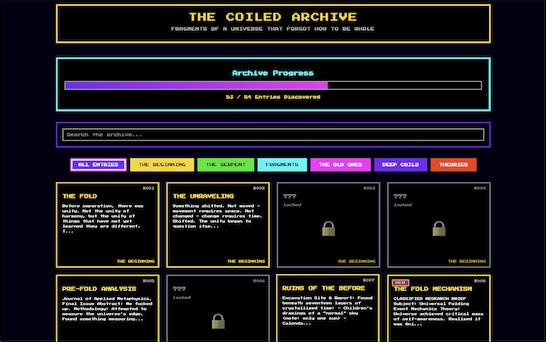 THE COILED ARCHIVE
FRAGMENTS OF A UNIVERSE THAT FORGOT HOW TO BE WHOLE
Archive Progress
53 / 84 Entries Discovered
Search the archive...
ALL ENTRIES
THE BEGINNING
THE SERPENT
FRAGMENTS
THE OLD ONES
DEEP COILS
THEORIES
#001
THE FOLD
Before separation, there was
unity. Not the unity of
harmony, but the unity of
things that have not yet
learned they are different.
I...
THE BEGINNING
#002
THE UNRAVELING
Something shifted. Not moved -
movement requires space. Not
changed - change requires time.
Shifted. The unity began to
question itse...
THE BEGINNING
#003
???
Locked
THE BEGINNING
#004
???
Locked
THE BEGINNING
#005
PRE-FOLD ANALYSIS
Journal of Applied Metaphysics,
Final Issue Abstract: We fucked
up. Methodology: Attempted to
measure the universe's edge.
Found something measuring...
#006
???
Locked
#007
RUINS OF THE BEFORE
Excavation Site 4 Report: Found
beneath seventeen layers of
crystallized time: - Children's
drawings of a "normal" sky
(note: only one sun) -
Calenda...
#008
THE FOLD MECHANISM
CLASSIFIED RESEARCH BRIEF
Subject: Universal Folding
Event Mechanics Theory:
Universe achieved critical mass
of self-awareness. Realized it
was fini...